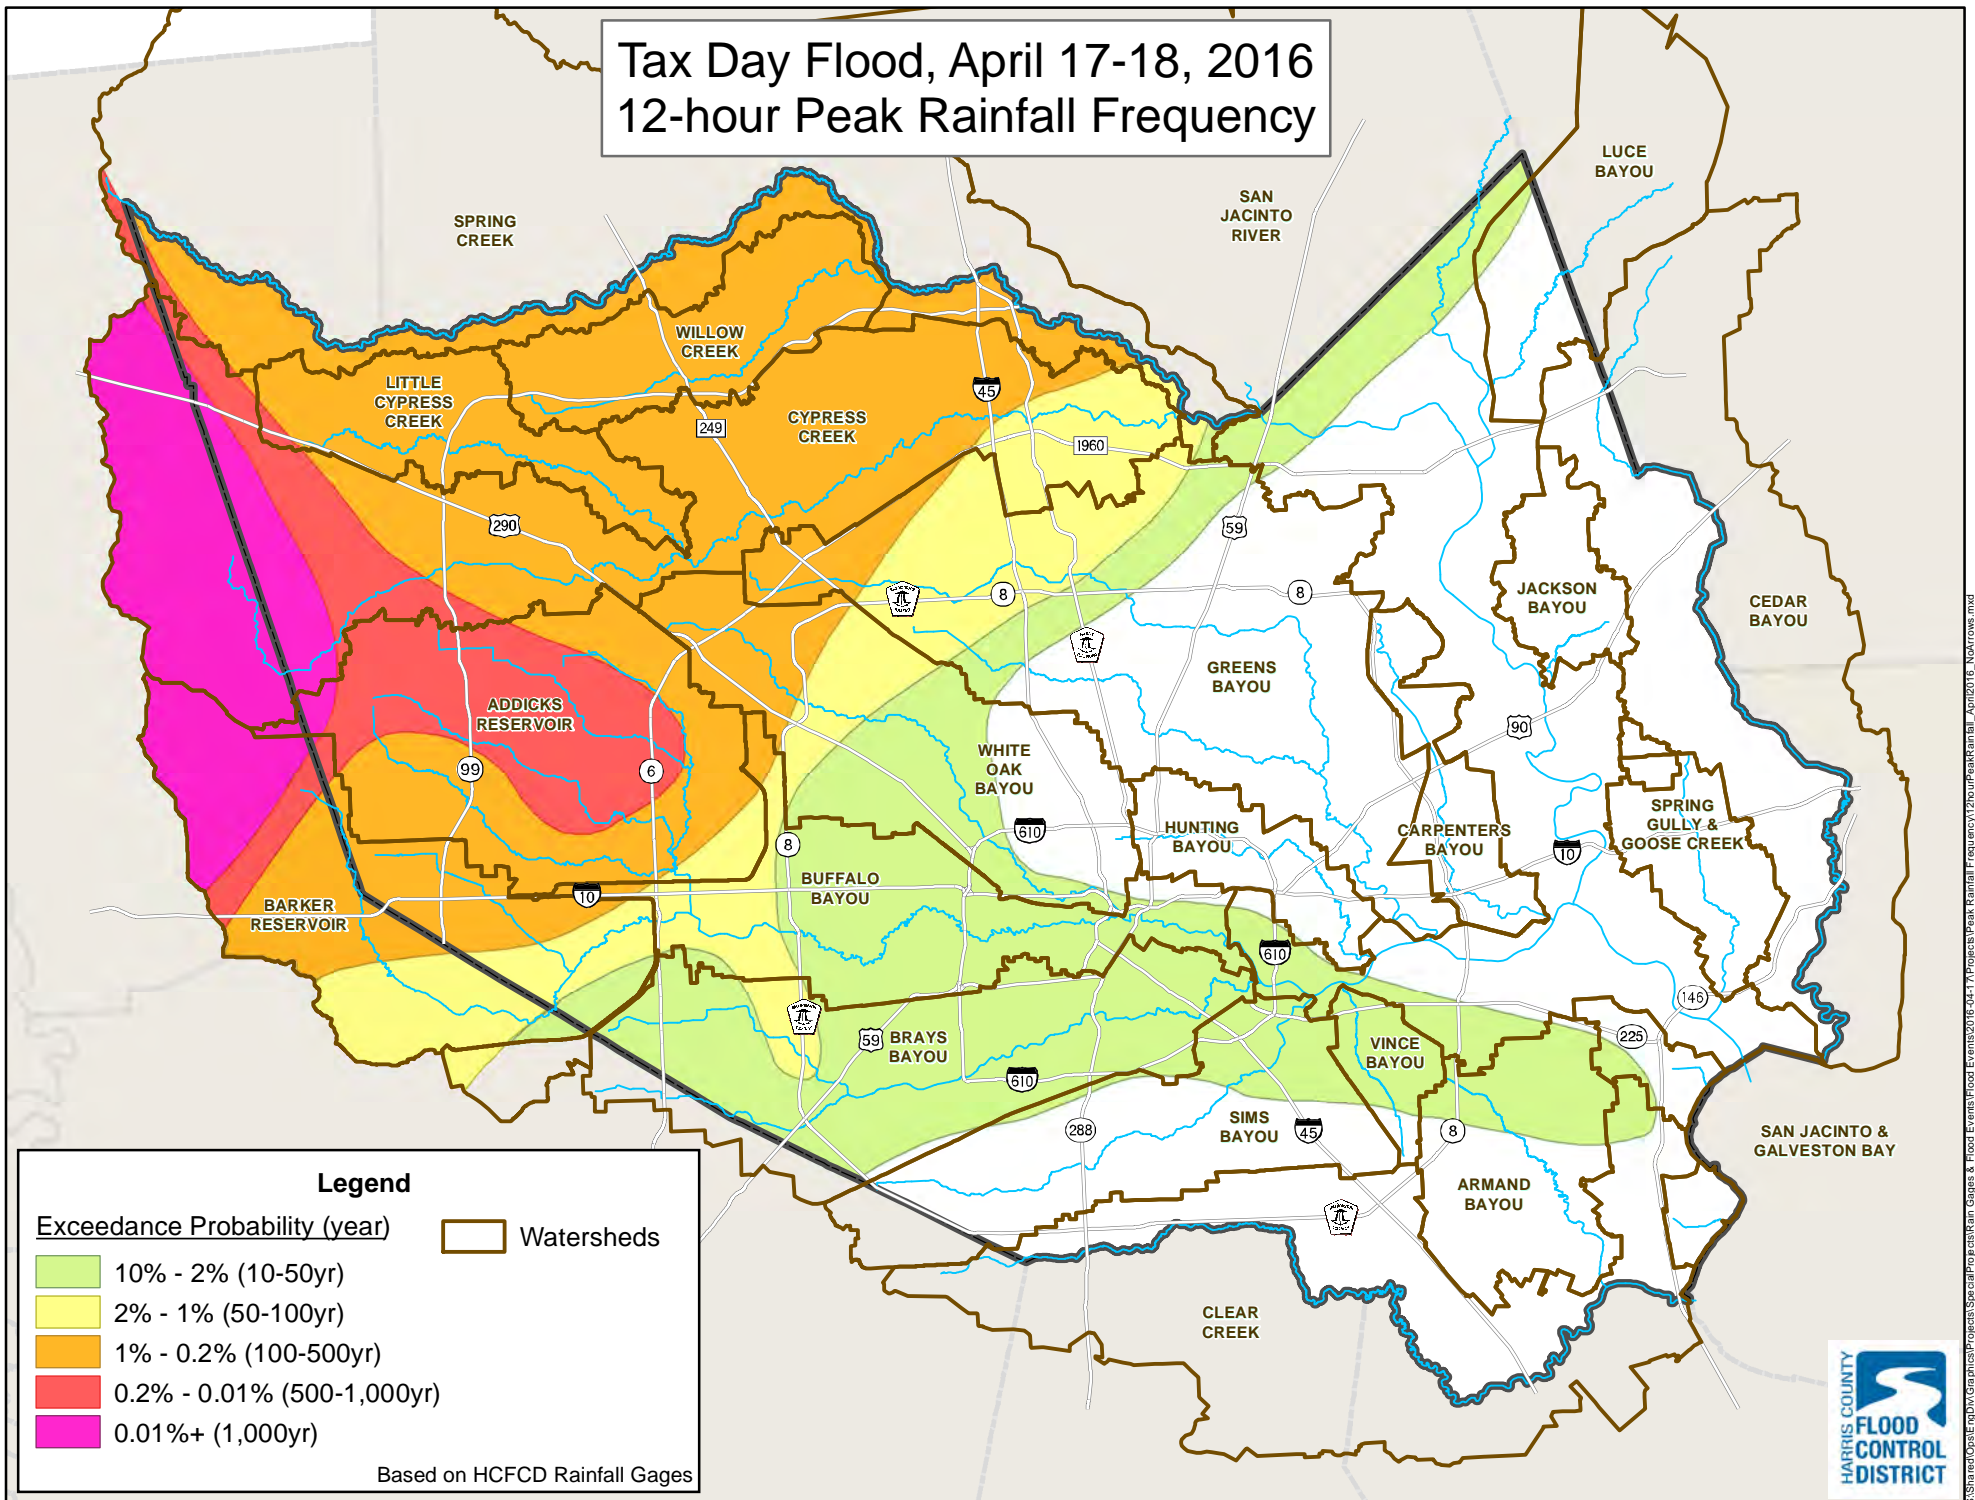 Tax Day Flood, April 17-18, 2016
12-hour Peak Rainfall Frequency
LUCE
BAYOU
SAN
JACINTO
RIVER
SPRING
CREEK
WILLOW
CREEK
LITTLE
CYPRESS
CREEK
CYPRESS
CREEK
45
249
1960
290
59
8
8
JACKSON
BAYOU
CEDAR
BAYOU
GREENS
BAYOU
ADDICKS
RESERVOIR
90
99
6
WHITE
OAK
BAYOU
610
HUNTING
BAYOU
CARPENTERS
BAYOU
10
SPRING
GULLY &
GOOSE CREEK
8
BUFFALO
BAYOU
10
BARKER
RESERVOIR
610
146
59
BRAYS
BAYOU
VINCE
BAYOU
225
610
288
SIMS
BAYOU
45
8
SAN JACINTO &
GALVESTON BAY
ARMAND
BAYOU
CLEAR
CREEK
Legend
Exceedance Probability (year)
Watersheds
10% - 2% (10-50yr)
2% - 1% (50-100yr)
1% - 0.2% (100-500yr)
0.2% - 0.01% (500-1,000yr)
0.01%+ (1,000yr)
Based on HCFCD Rainfall Gages
HARRIS COUNTY
FLOOD
CONTROL
DISTRICT